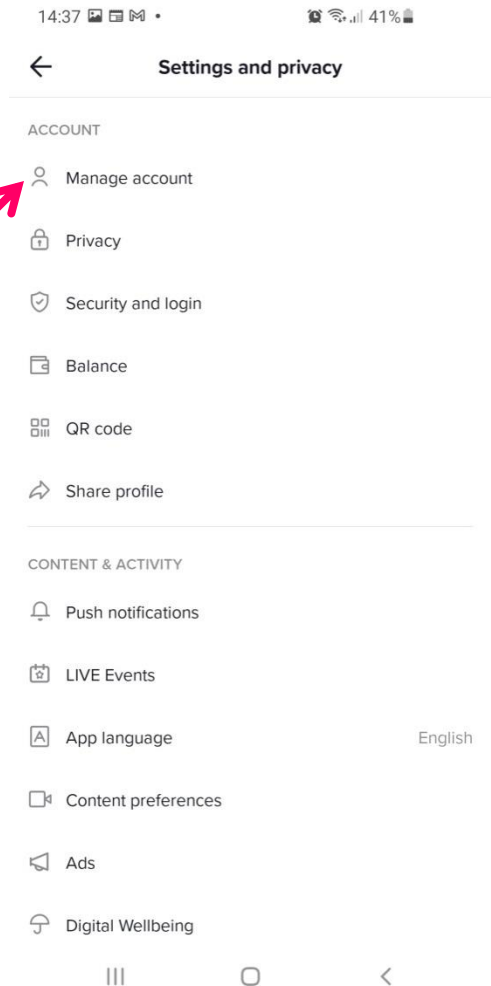 14:37 41%
Settings and privacy
ACCOUNT
Manage account
Privacy
Security and login
Balance
QR code
Share profile
CONTENT & ACTIVITY
Push notifications
LIVE Events
App language English
Content preferences
Ads
Digital Wellbeing